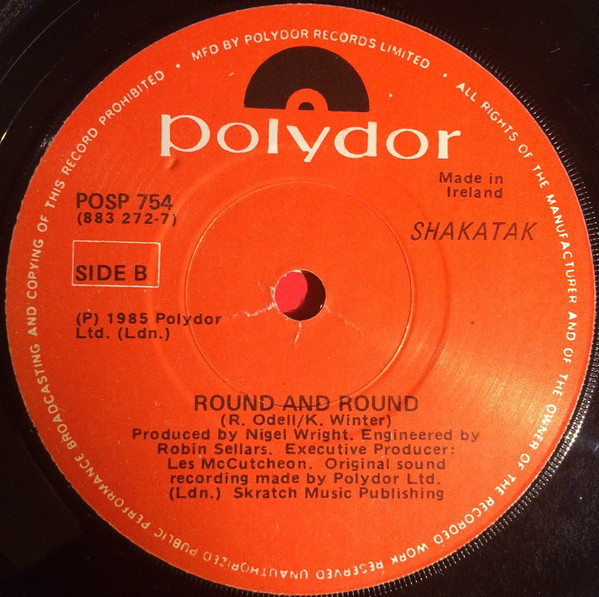 MFD BY POLYDOR RECORDS LIMITED • ALL RIGHTS OF THE MANUFACTURER AND OF THE OWNER OF THE RECORDED WORK RESERVED UNAUTHORIZED PUBLIC PERFORMANCE BROADCASTING AND COPYING OF THIS RECORD PROHIBITED •
polydor
Made in
Ireland
POSP 754
(883 272-7)
SHAKATAK
SIDE B
(P) 1985 Polydor
Ltd. (Ldn.)
ROUND AND ROUND
(R. Odell/K. Winter)
Produced by Nigel Wright. Engineered by
Robin Sellars. Executive Producer:
Les McCutcheon. Original sound
recording made by Polydor Ltd.
(Ldn.) Skratch Music Publishing